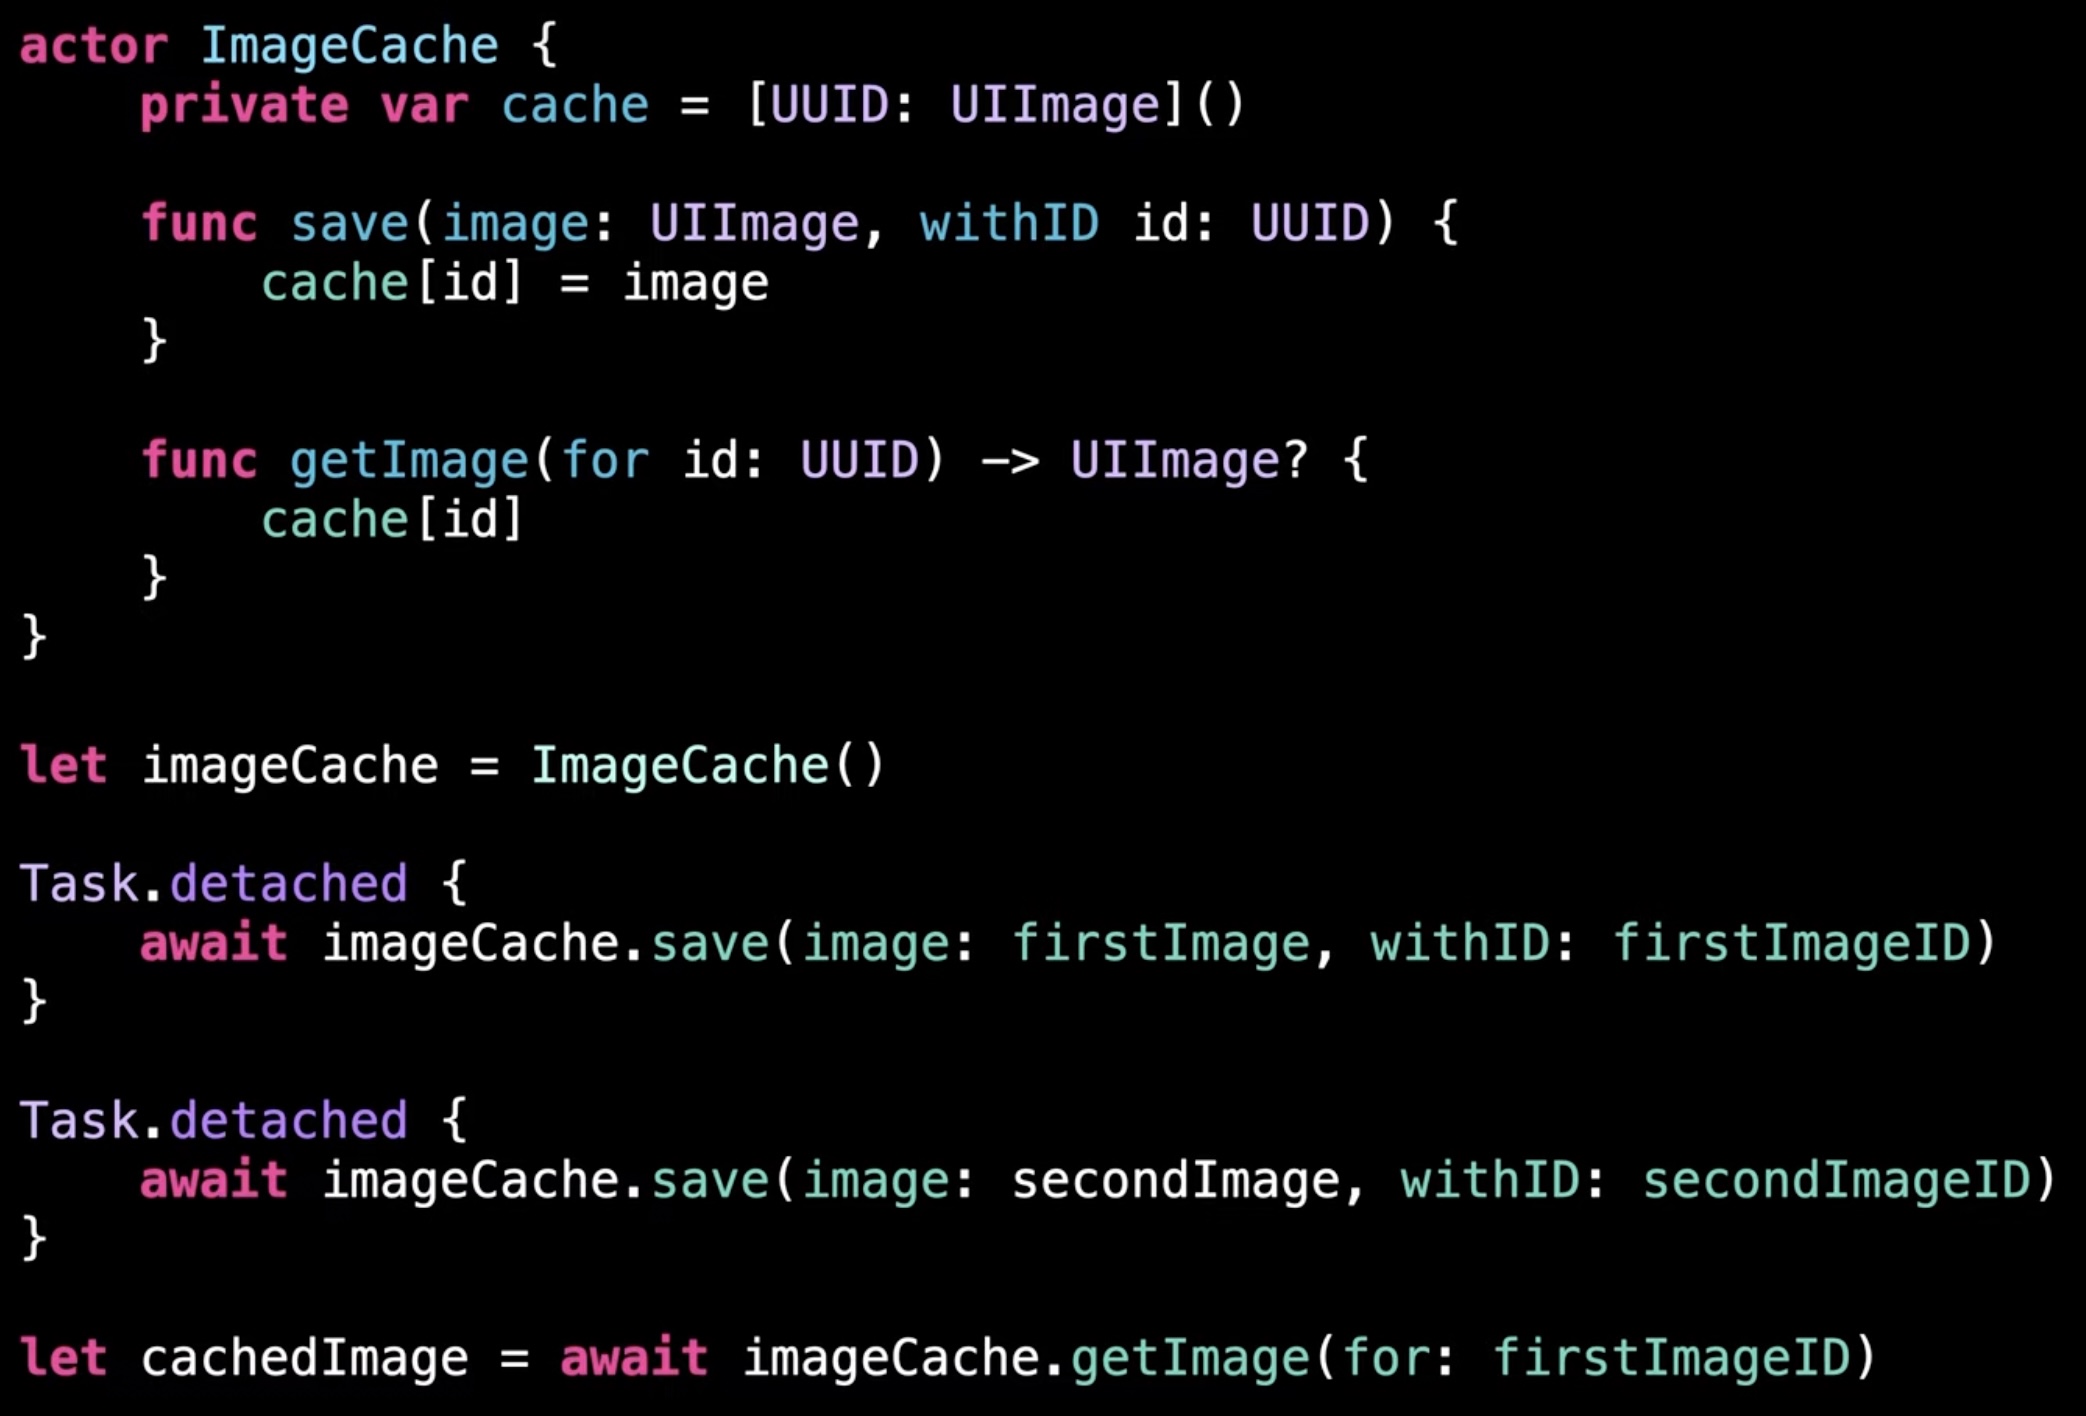 actor ImageCache {
    private var cache = [UUID: UIImage]()
    func save(image: UIImage, withID id: UUID) {
        cache[id] = image
    }
    func getImage(for id: UUID) -> UIImage? {
        cache[id]
    }
}
let imageCache = ImageCache()
Task.detached {
    await imageCache.save(image: firstImage, withID: firstImageID)
}
Task.detached {
    await imageCache.save(image: secondImage, withID: secondImageID)
}
let cachedImage = await imageCache.getImage(for: firstImageID)